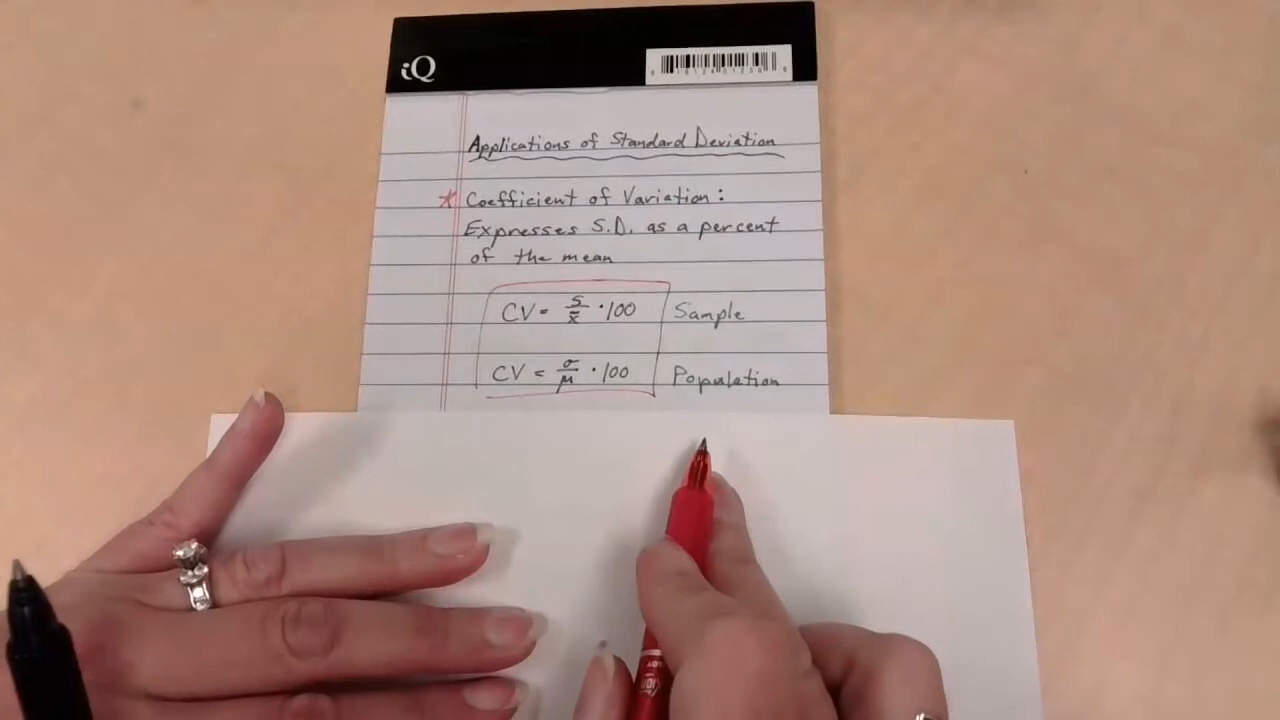 iQ
Applications of Standard Deviation
* Coefficient of Variation:
Expresses S.D. as a percent
of the mean
CV = s/x̄ · 100 Sample
CV = σ/μ · 100 Population